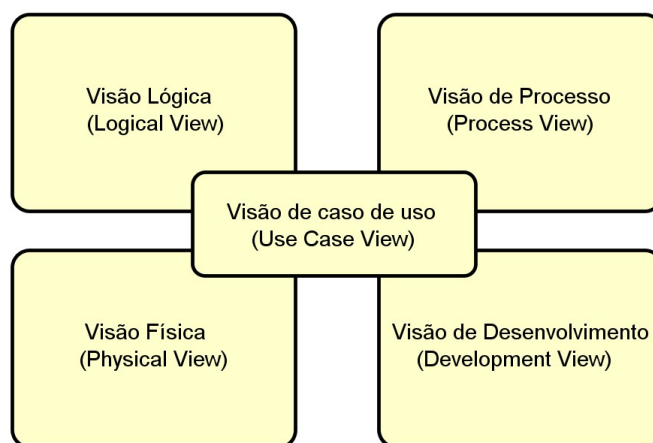 Visão Lógica
(Logical View)
Visão de Processo
(Process View)
Visão de caso de uso
(Use Case View)
Visão Física
(Physical View)
Visão de Desenvolvimento
(Development View)